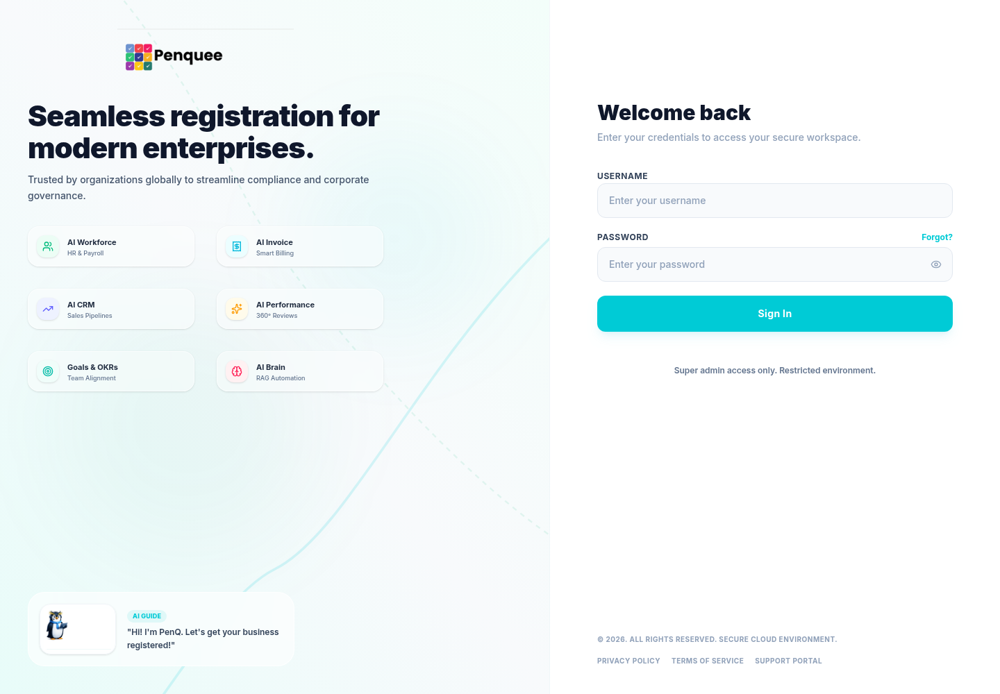 Penquee
Seamless registration for
modern enterprises.
Trusted by organizations globally to streamline compliance and corporate
governance.
AI Workforce
HR & Payroll
AI Invoice
Smart Billing
AI CRM
Sales Pipelines
AI Performance
360° Reviews
Goals & OKRs
Team Alignment
AI Brain
RAG Automation
AI GUIDE
"Hi! I'm PenQ. Let's get your business
registered!"
Welcome back
Enter your credentials to access your secure workspace.
USERNAME
Enter your username
PASSWORD
Forgot?
Enter your password
Sign In
Super admin access only. Restricted environment.
© 2026. ALL RIGHTS RESERVED. SECURE CLOUD ENVIRONMENT.
PRIVACY POLICY TERMS OF SERVICE SUPPORT PORTAL